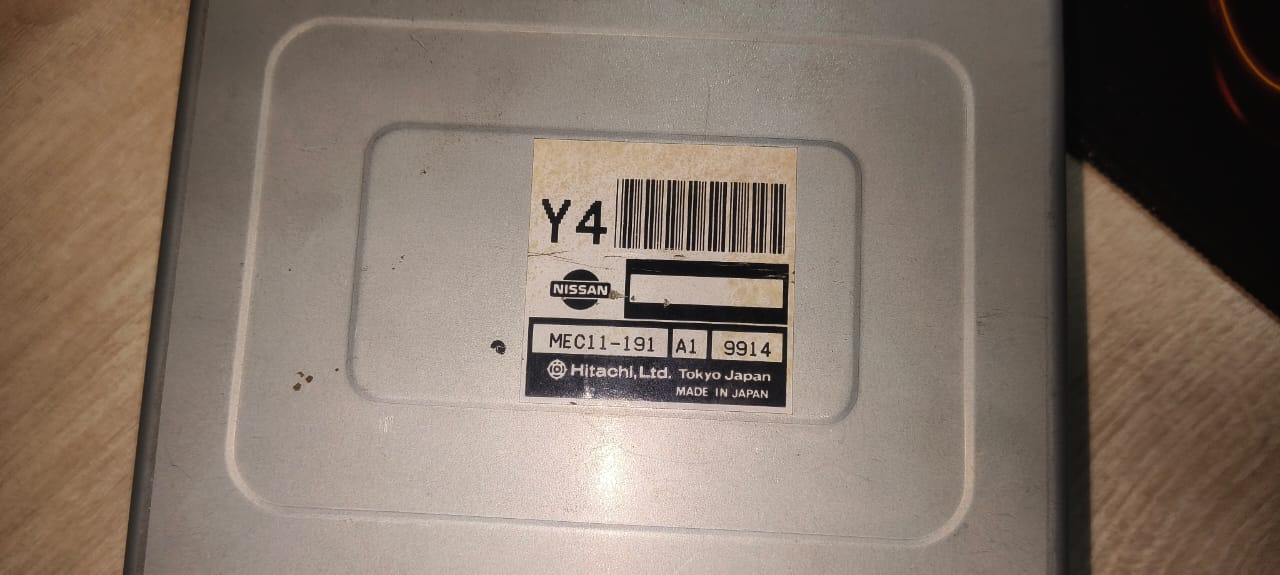 Y4
NISSAN
MEC11-191 A1 9914
Hitachi,Ltd. Tokyo Japan
MADE IN JAPAN